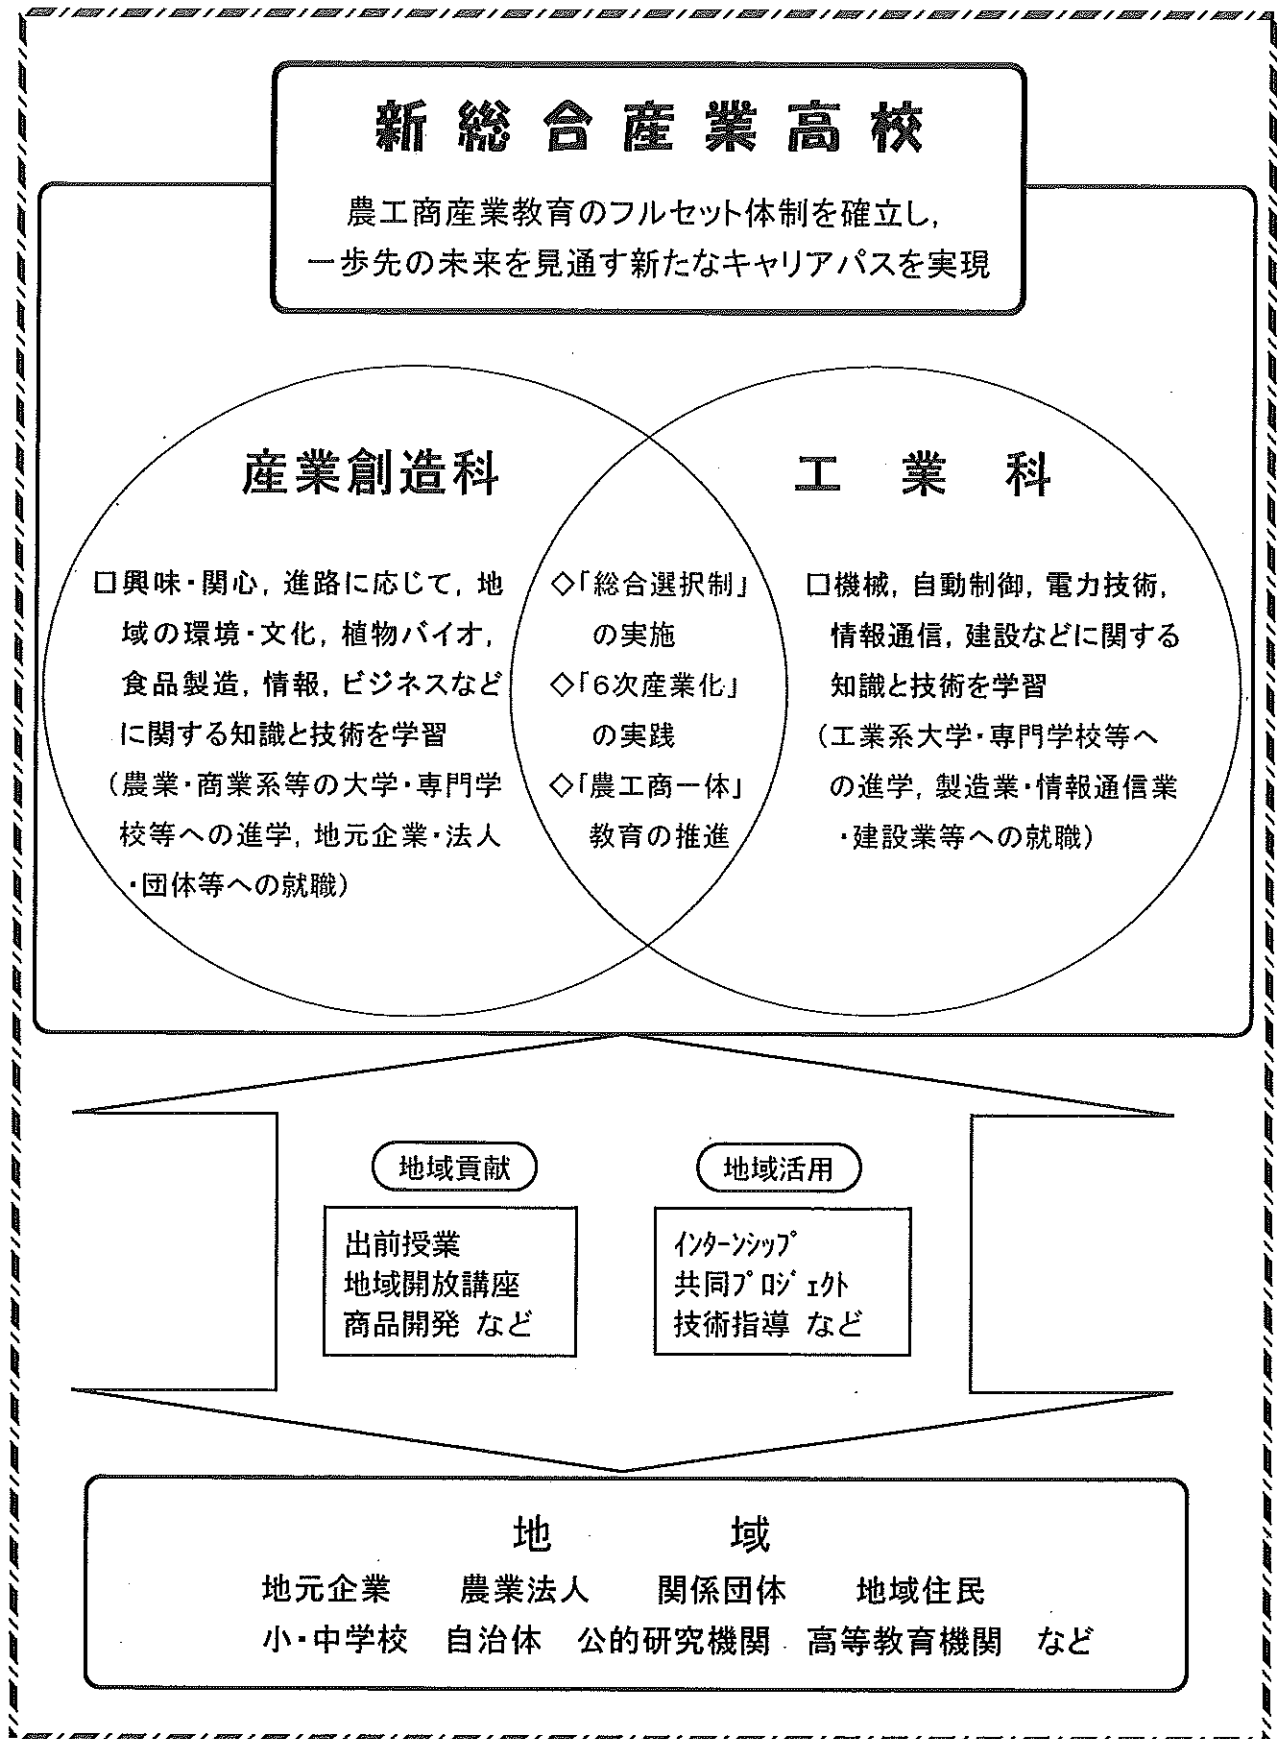 新総合産業高校
農工商産業教育のフルセット体制を確立し,
一歩先の未来を見通す新たなキャリアパスを実現
産業創造科
□興味・関心, 進路に応じて, 地
域の環境・文化, 植物バイオ,
食品製造, 情報, ビジネスなど
に関する知識と技術を学習
(農業・商業系等の大学・専門学
校等への進学, 地元企業・法人
・団体等への就職)
◇「総合選択制」
の実施
◇「6次産業化」
の実践
◇「農工商一体」
教育の推進
工業科
□機械, 自動制御, 電力技術,
情報通信, 建設などに関する
知識と技術を学習
(工業系大学・専門学校等へ
の進学, 製造業・情報通信業
・建設業等への就職)
地域貢献
出前授業
地域開放講座
商品開発 など
地域活用
インターンシップ
共同プロジェクト
技術指導 など
地域
地元企業 農業法人 関係団体 地域住民
小・中学校 自治体 公的研究機関 高等教育機関 など